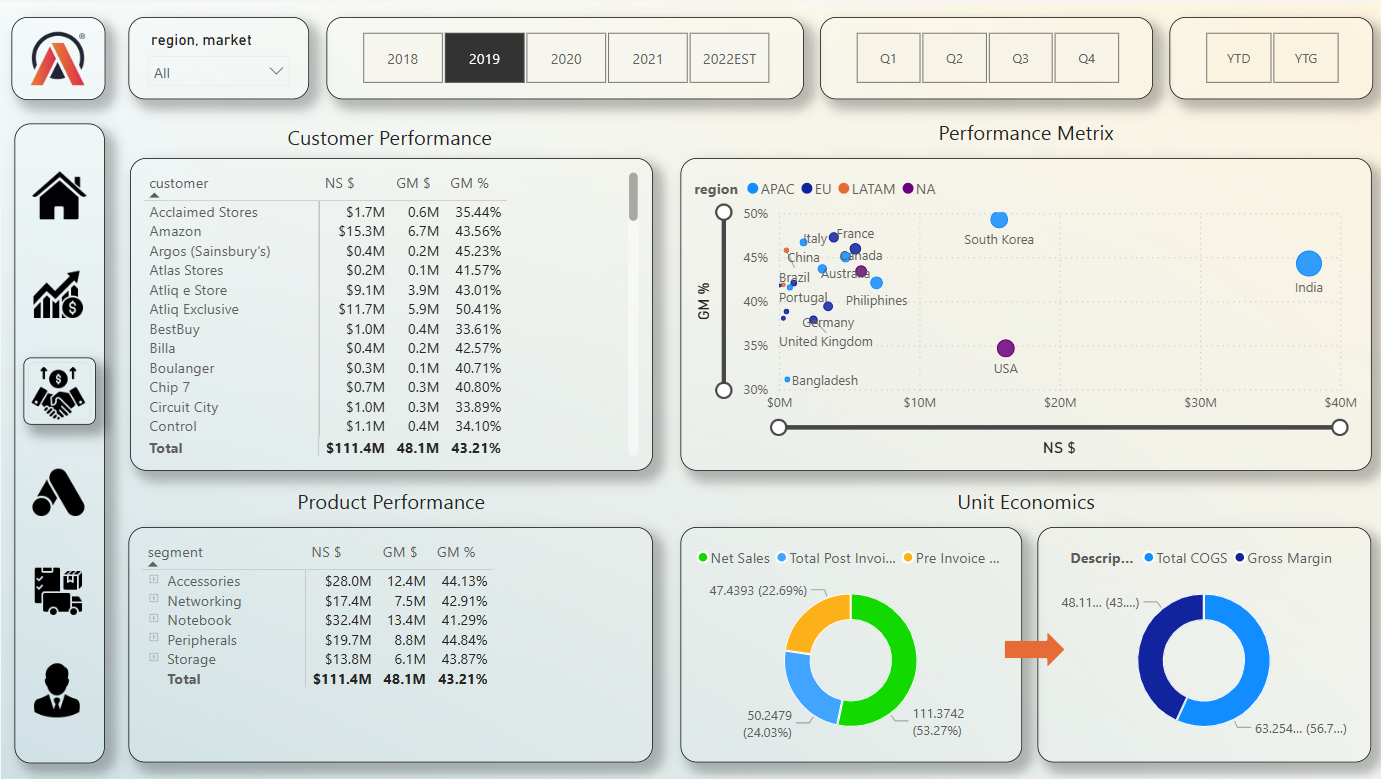 region, market
All
2018 2019 2020 2021 2022EST
Q1 Q2 Q3 Q4
YTD YTG
Customer Performance
customer NS $ GM $ GM %
Acclaimed Stores $1.7M 0.6M 35.44%
Amazon $15.3M 6.7M 43.56%
Argos (Sainsbury's) $0.4M 0.2M 45.23%
Atlas Stores $0.2M 0.1M 41.57%
Atliq e Store $9.1M 3.9M 43.01%
Atliq Exclusive $11.7M 5.9M 50.41%
BestBuy $1.0M 0.4M 33.61%
Billa $0.4M 0.2M 42.57%
Boulanger $0.3M 0.1M 40.71%
Chip 7 $0.7M 0.3M 40.80%
Circuit City $1.0M 0.3M 33.89%
Control $1.1M 0.4M 34.10%
Total $111.4M 48.1M 43.21%
Performance Metrix
region APAC EU LATAM NA
50%
45%
40%
35%
30%
GM %
South Korea
India
Italy
France
China
Canada
Brazil
Australia
Portugal
Philiphines
Germany
United Kingdom
USA
Bangladesh
$0M $10M $20M $30M $40M
NS $
Product Performance
segment NS $ GM $ GM %
Accessories $28.0M 12.4M 44.13%
Networking $17.4M 7.5M 42.91%
Notebook $32.4M 13.4M 41.29%
Peripherals $19.7M 8.8M 44.84%
Storage $13.8M 6.1M 43.87%
Total $111.4M 48.1M 43.21%
Unit Economics
Net Sales Total Post Invoi... Pre Invoice ...
47.4393 (22.69%)
50.2479
(24.03%)
111.3742
(53.27%)
Descrip... Total COGS Gross Margin
48.11... (43....)
63.254... (56.7...)